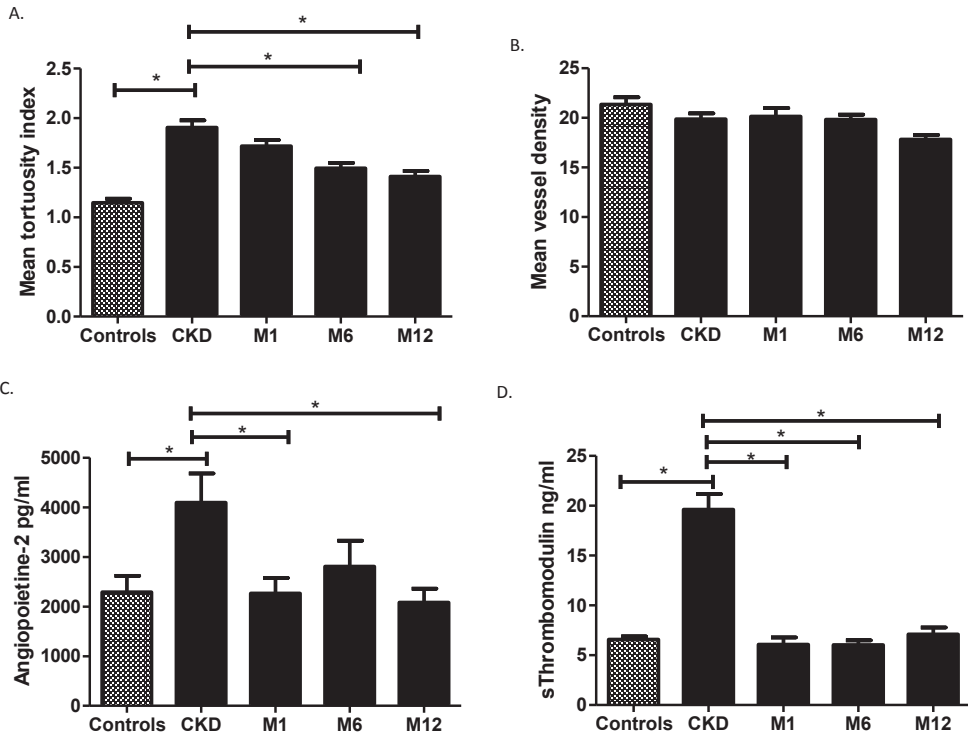 A.
*
*
*
Mean tortuosity index
2.5
2.0
1.5
1.0
0.5
0.0
Controls CKD M1 M6 M12
B.
Mean vessel density
25
20
15
10
5
0
Controls CKD M1 M6 M12
C.
*
*
*
Angiopoietine-2 pg/ml
5000
4000
3000
2000
1000
0
Controls CKD M1 M6 M12
D.
*
*
*
*
sThrombomodulin ng/ml
25
20
15
10
5
0
Controls CKD M1 M6 M12